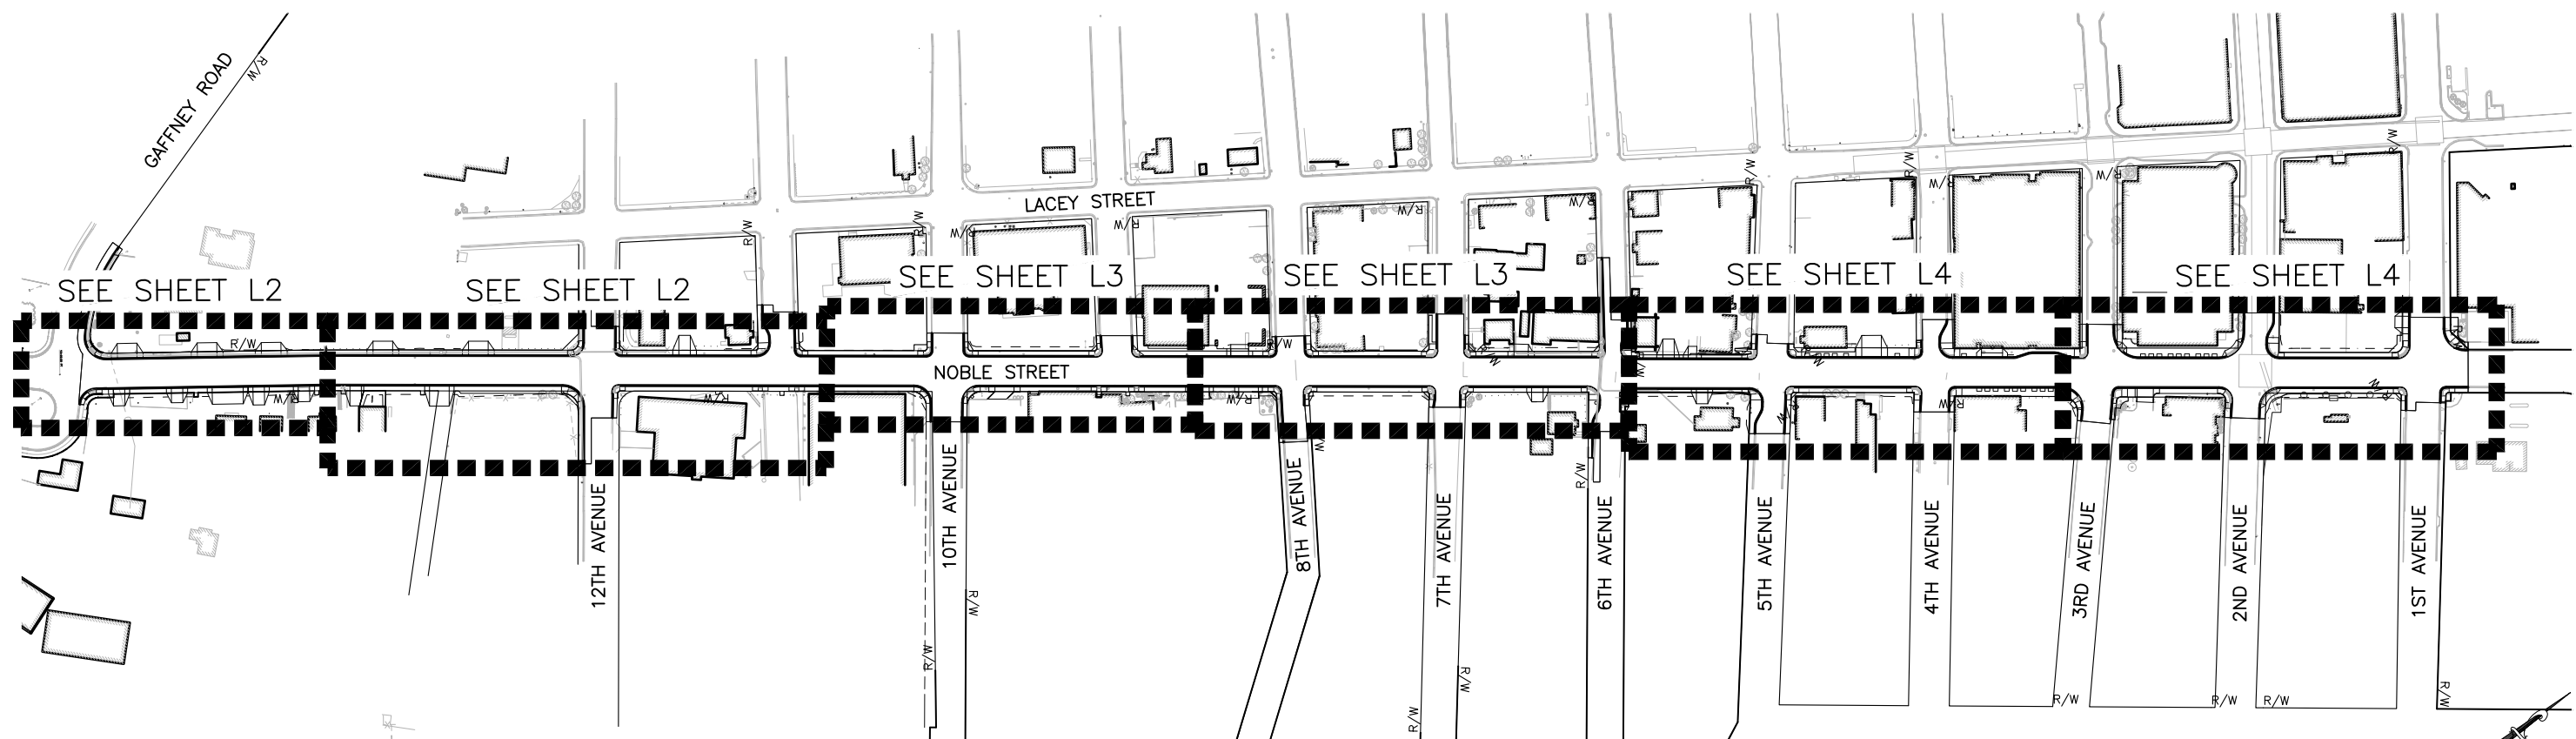 GAFFNEY ROAD
R/W
R/W
R/W
R/W
R/W
R/W
R/W
R/W
R/W
R/W
R/W
R/W
R/W
LACEY STREET
SEE SHEET L2
SEE SHEET L2
SEE SHEET L3
SEE SHEET L3
SEE SHEET L4
SEE SHEET L4
R/W
R/W
NOBLE STREET
R/W
R/W
R/W
R/W
12TH AVENUE
10TH AVENUE
8TH AVENUE
7TH AVENUE
6TH AVENUE
5TH AVENUE
4TH AVENUE
3RD AVENUE
2ND AVENUE
1ST AVENUE
R/W
R/W
R/W
R/W
R/W
R/W
R/W
R/W
R/W